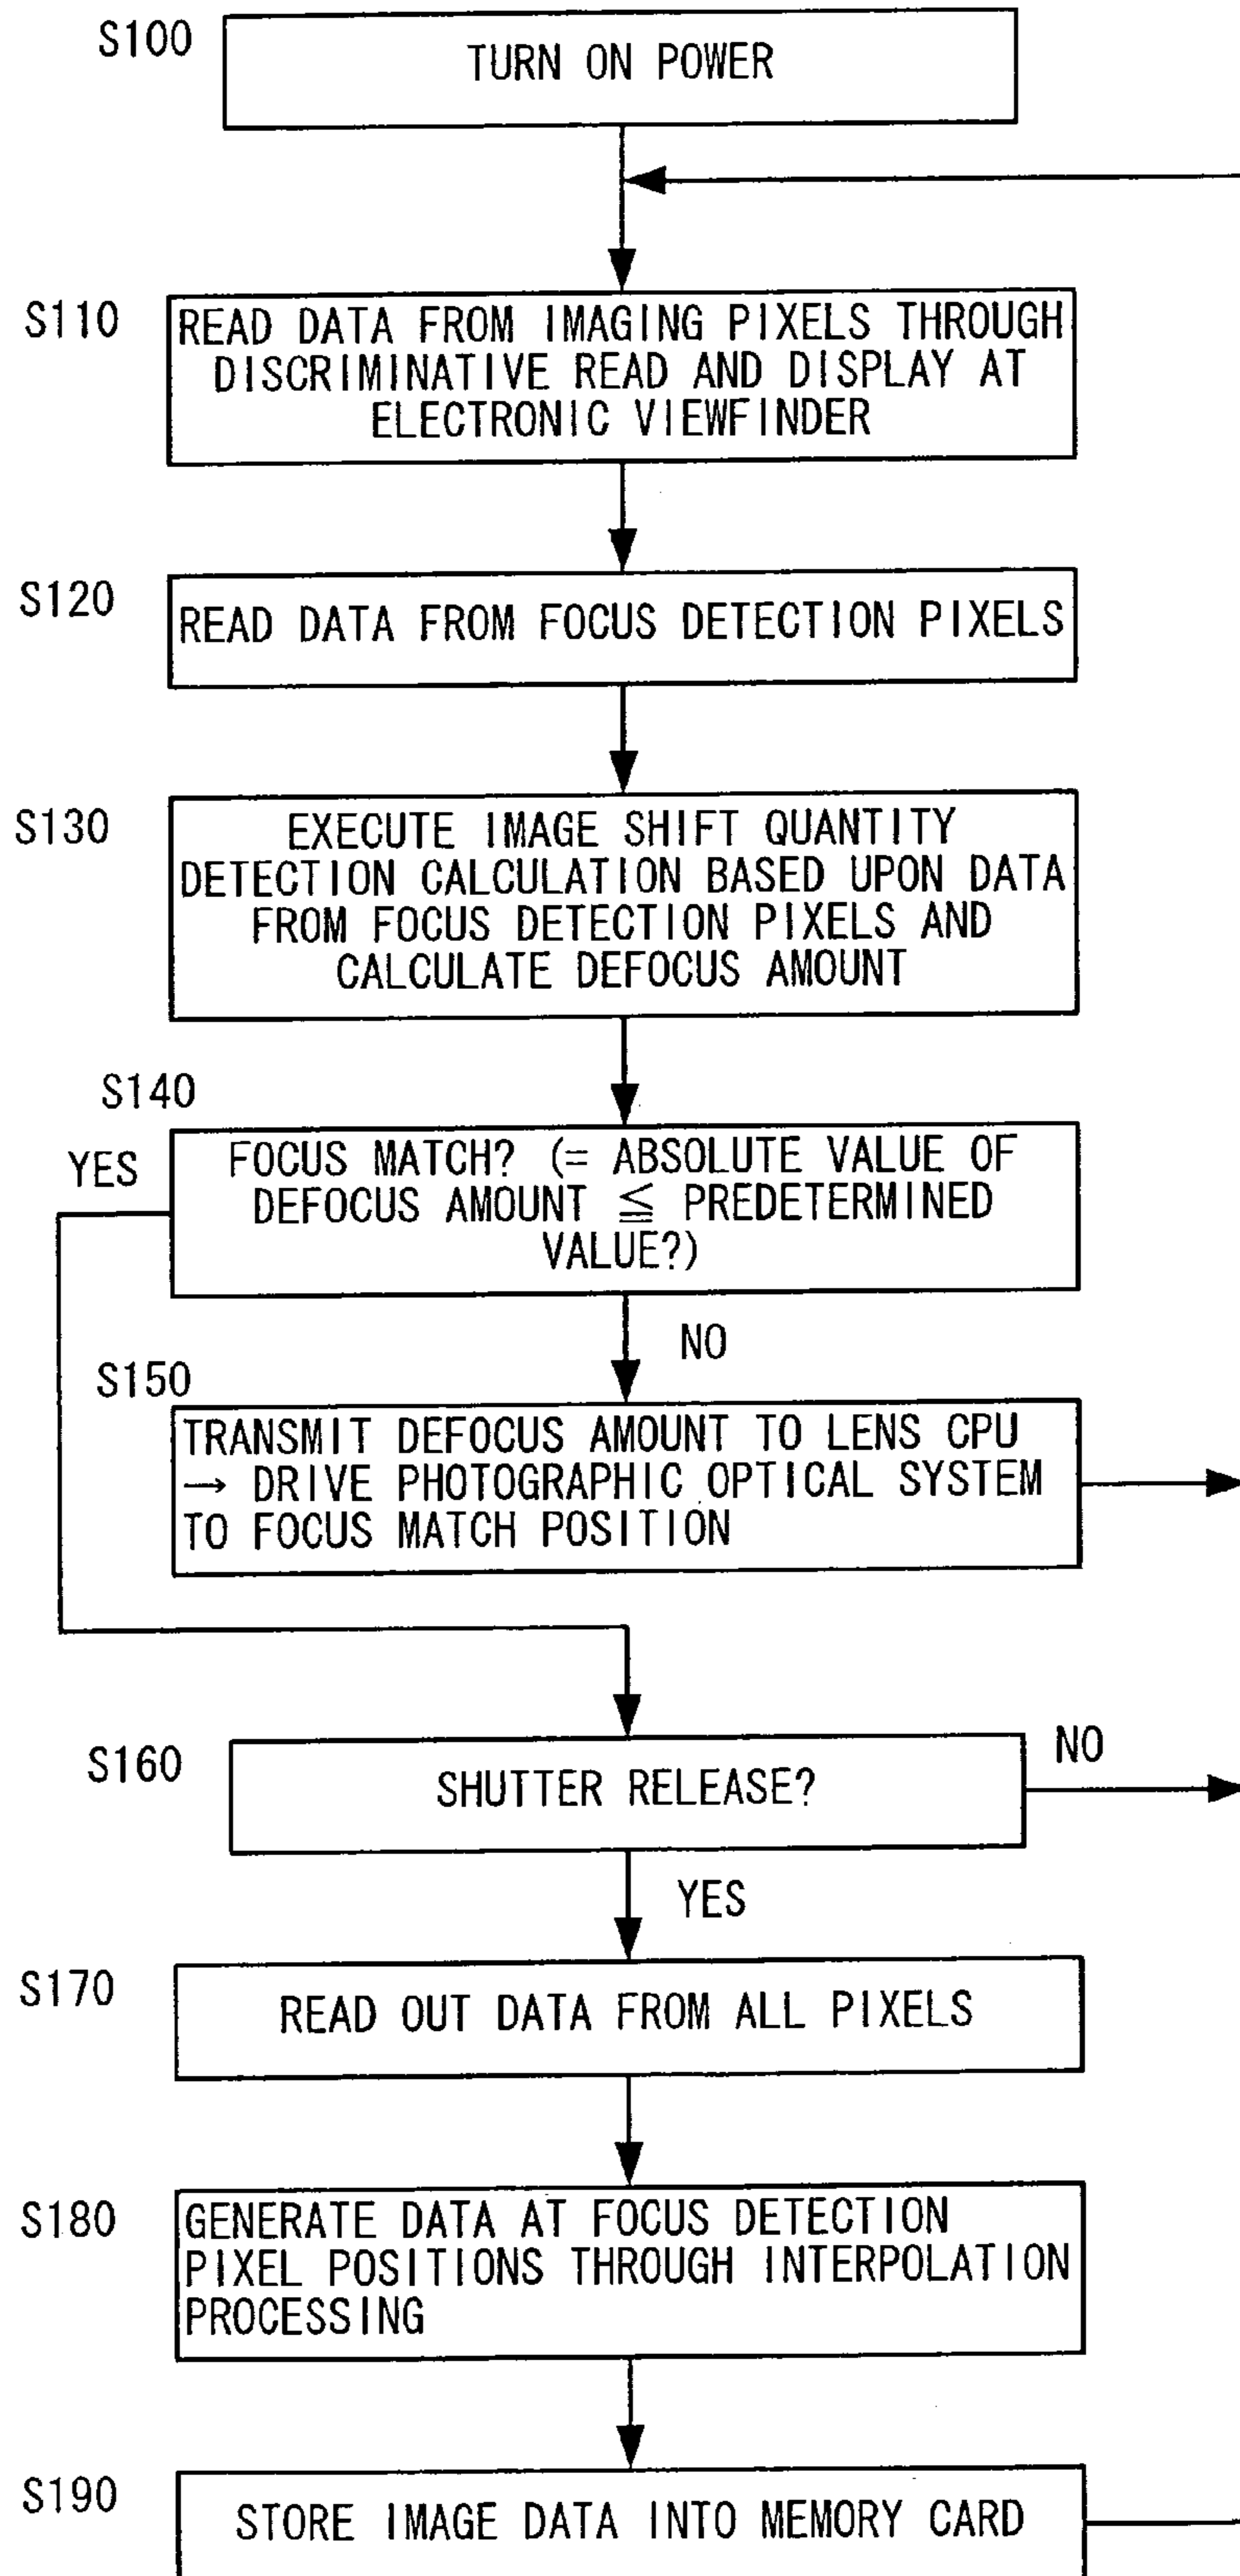 S100
TURN ON POWER
S110
READ DATA FROM IMAGING PIXELS THROUGH
DISCRIMINATIVE READ AND DISPLAY AT
ELECTRONIC VIEWFINDER
S120
READ DATA FROM FOCUS DETECTION PIXELS
S130
EXECUTE IMAGE SHIFT QUANTITY
DETECTION CALCULATION BASED UPON DATA
FROM FOCUS DETECTION PIXELS AND
CALCULATE DEFOCUS AMOUNT
S140
YES
FOCUS MATCH? (= ABSOLUTE VALUE OF
DEFOCUS AMOUNT ≦ PREDETERMINED
VALUE?)
NO
S150
TRANSMIT DEFOCUS AMOUNT TO LENS CPU
→ DRIVE PHOTOGRAPHIC OPTICAL SYSTEM
TO FOCUS MATCH POSITION
S160
SHUTTER RELEASE?
NO
YES
S170
READ OUT DATA FROM ALL PIXELS
S180
GENERATE DATA AT FOCUS DETECTION
PIXEL POSITIONS THROUGH INTERPOLATION
PROCESSING
S190
STORE IMAGE DATA INTO MEMORY CARD